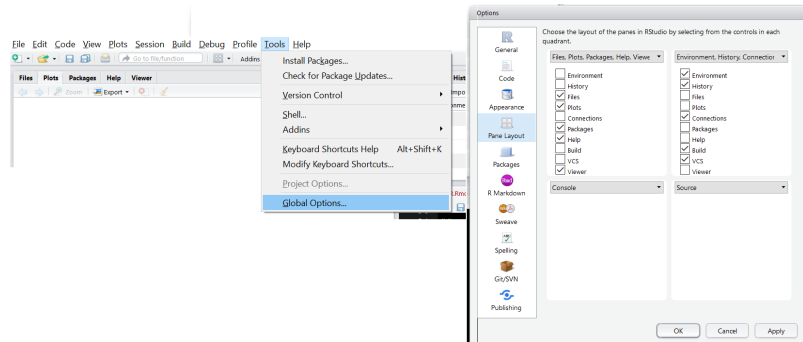 File Edit Code View Plots Session Build Debug Profile Tools Help
Go to file/function Addins
Files Plots Packages Help Viewer
Zoom Export
Install Packages...
Check for Package Updates...
Version Control
Shell...
Addins
Keyboard Shortcuts Help Alt+Shift+K
Modify Keyboard Shortcuts...
Project Options...
Global Options...
Hist
Options
General
Code
Appearance
Pane Layout
Packages
Rmd
R Markdown
Sweave
ABC
Spelling
Git/SVN
Publishing
Choose the layout of the panes in RStudio by selecting from the controls in each
quadrant.
Files, Plots, Packages, Help, Viewe
Environment
History
Files
Plots
Connections
Packages
Help
Build
VCS
Viewer
Environment, History, Connection
Environment
History
Files
Plots
Connections
Packages
Help
Build
VCS
Viewer
Console
Source
OK Cancel Apply